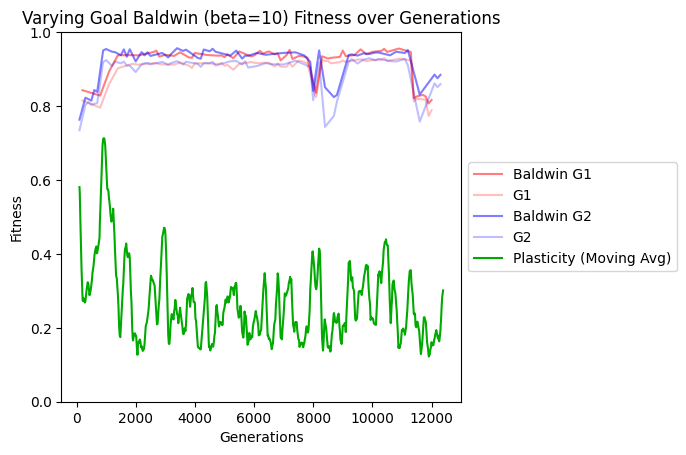 Varying Goal Baldwin (beta=10) Fitness over Generations
1.0
0.8
0.6
0.4
0.2
0.0
Fitness
0 2000 4000 6000 8000 10000 12000
Generations
Baldwin G1
G1
Baldwin G2
G2
Plasticity (Moving Avg)